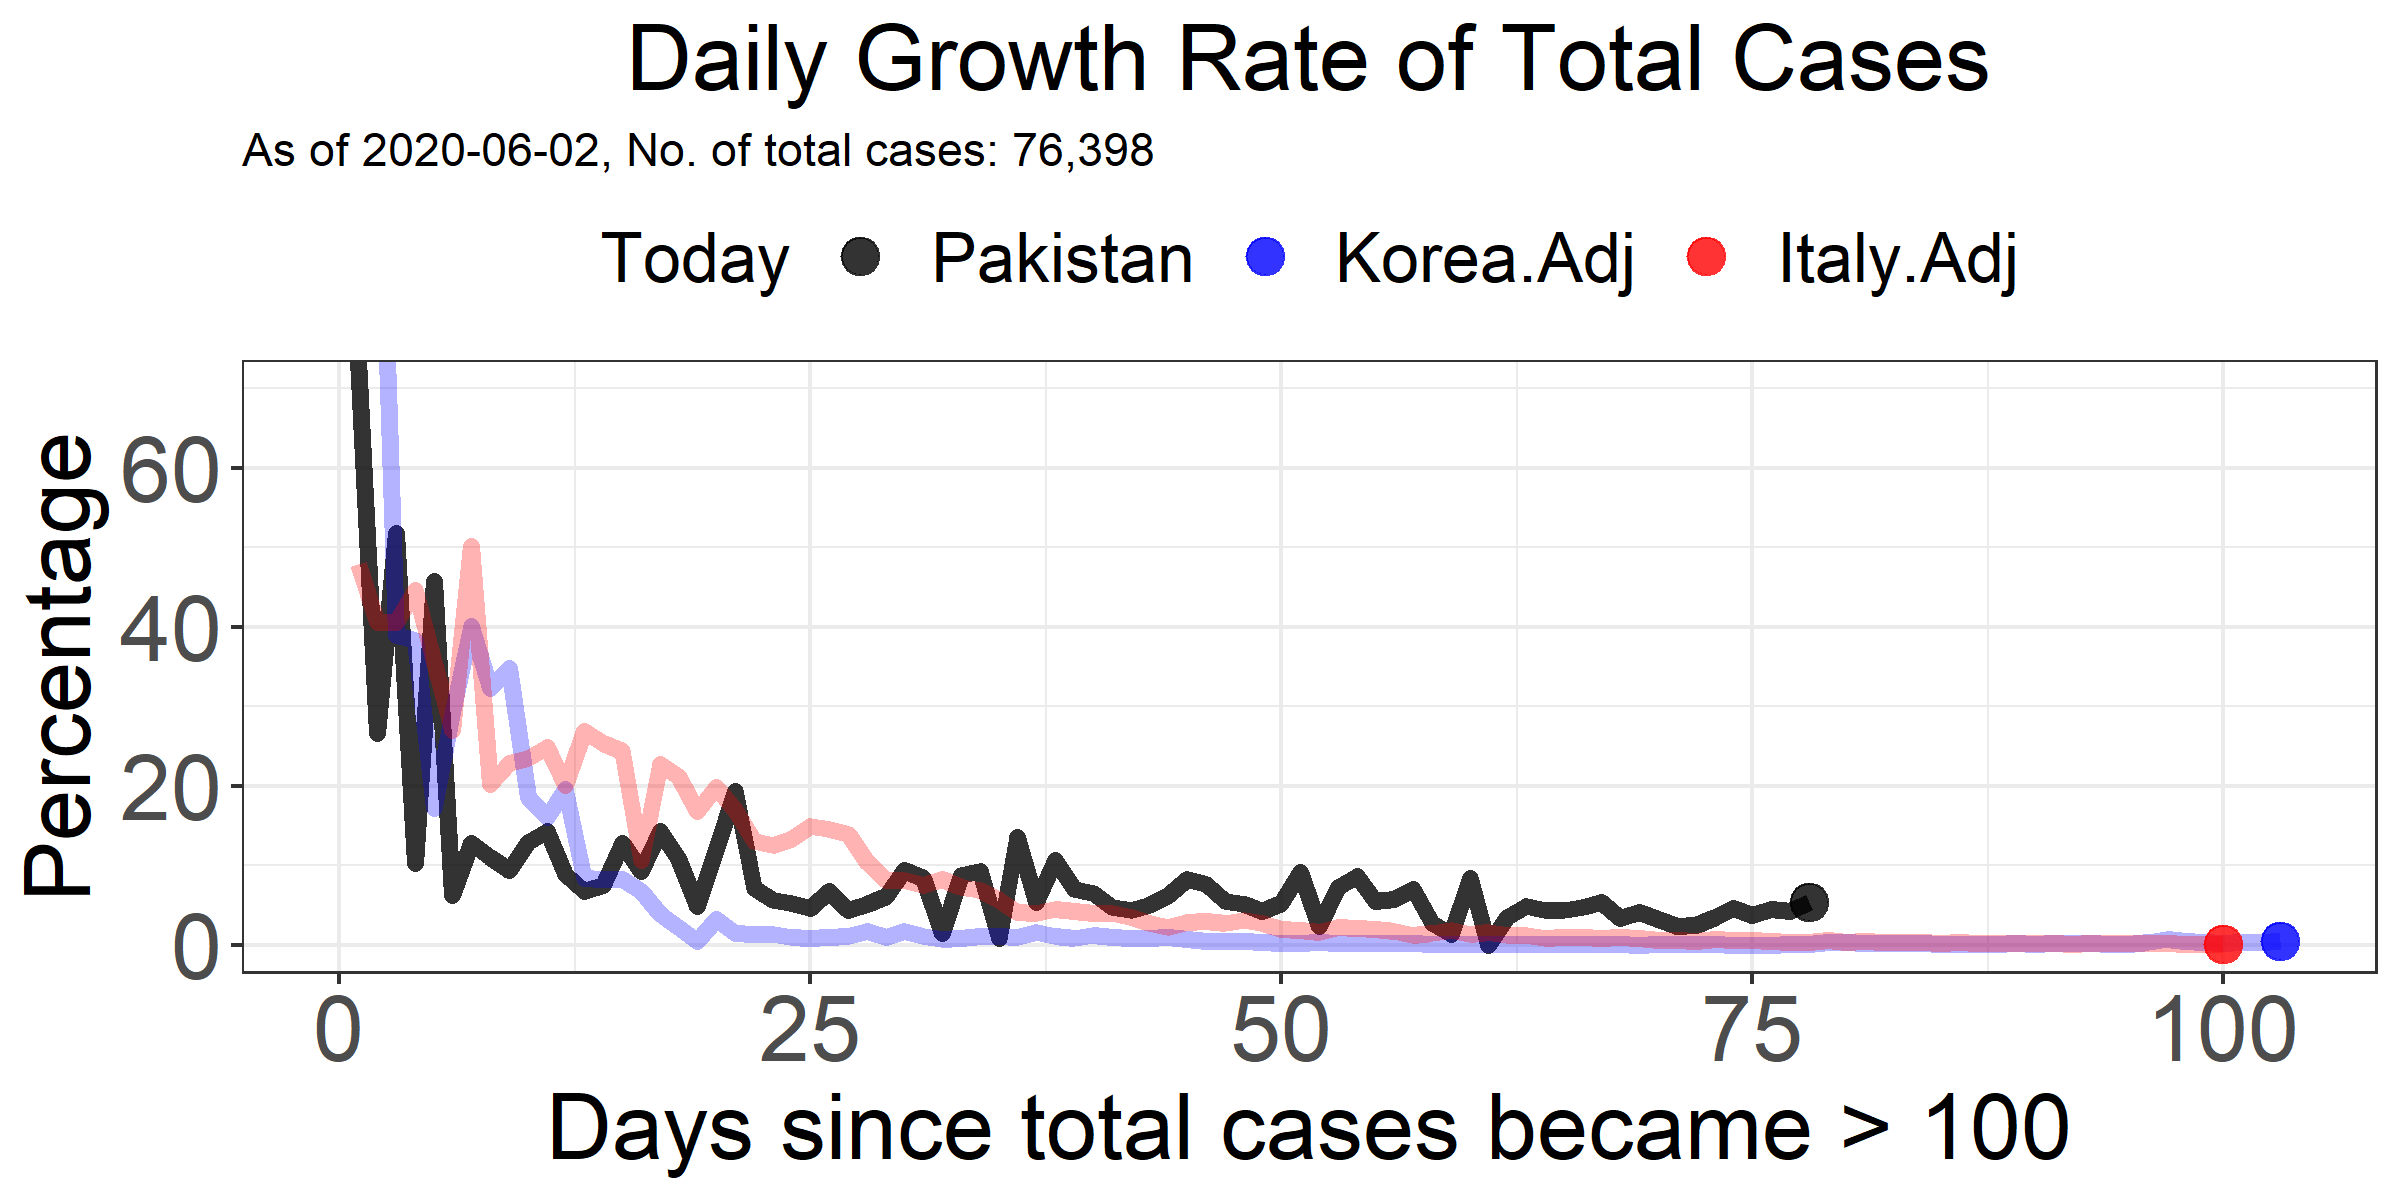 Daily Growth Rate of Total Cases
As of 2020-06-02, No. of total cases: 76,398
Today Pakistan Korea.Adj Italy.Adj
Percentage
60
40
20
0
0 25 50 75 100
Days since total cases became > 100